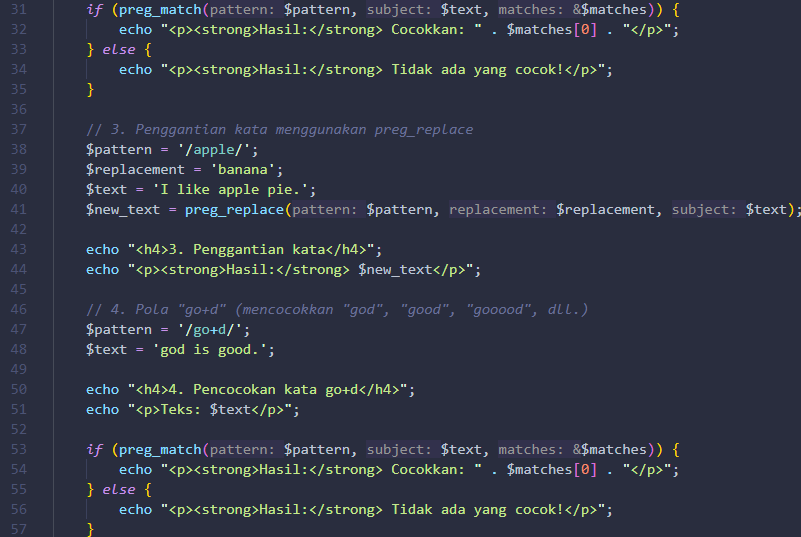 31 if (preg_match(pattern: $pattern, subject: $text, matches: &$matches)) {
32 echo "<p><strong>Hasil:</strong> Cocokkan: " . $matches[0] . "</p>";
33 } else {
34 echo "<p><strong>Hasil:</strong> Tidak ada yang cocok!</p>";
35 }
36
37 // 3. Penggantian kata menggunakan preg_replace
38 $pattern = '/apple/';
39 $replacement = 'banana';
40 $text = 'I like apple pie.';
41 $new_text = preg_replace(pattern: $pattern, replacement: $replacement, subject: $text);
42
43 echo "<h4>3. Penggantian kata</h4>";
44 echo "<p><strong>Hasil:</strong> $new_text</p>";
45
46 // 4. Pola "go+d" (mencocokkan "god", "good", "gooood", dll.)
47 $pattern = '/go+d/';
48 $text = 'god is good.';
49
50 echo "<h4>4. Pencocokan kata go+d</h4>";
51 echo "<p>Teks: $text</p>";
52
53 if (preg_match(pattern: $pattern, subject: $text, matches: &$matches)) {
54 echo "<p><strong>Hasil:</strong> Cocokkan: " . $matches[0] . "</p>";
55 } else {
56 echo "<p><strong>Hasil:</strong> Tidak ada yang cocok!</p>";
57 }